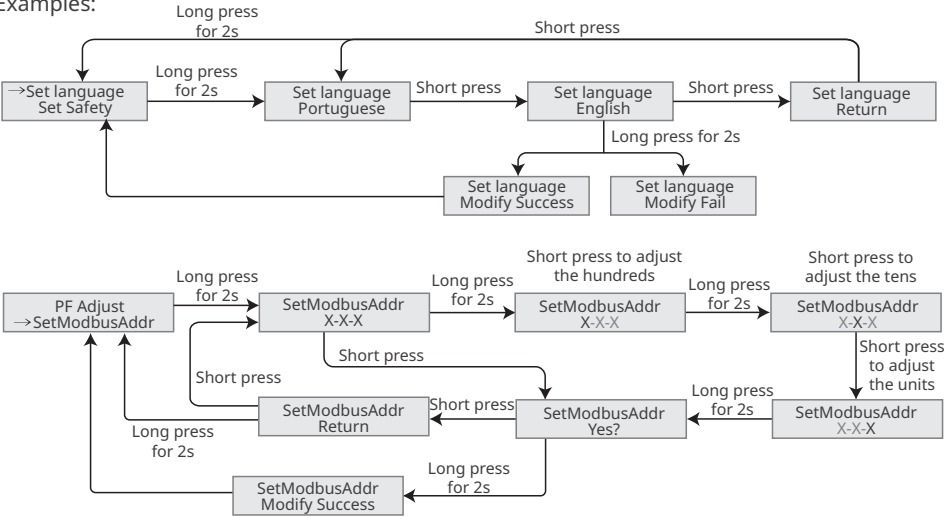 Examples:
Long press
for 2s
Short press
→Set language
Set Safety
Long press
for 2s
Set language
Portuguese
Short press
Set language
English
Short press
Set language
Return
Long press for 2s
Set language
Modify Success
Set language
Modify Fail
PF Adjust
→SetModbusAddr
Long press
for 2s
SetModbusAddr
X-X-X
Long press
for 2s
Short press to adjust
the hundreds
SetModbusAddr
X-X-X
Long press
for 2s
Short press to
adjust the tens
SetModbusAddr
X-X-X
Short press
to adjust
the units
SetModbusAddr
X-X-X
Long press
for 2s
SetModbusAddr
Yes?
Short press
Short press
SetModbusAddr
Return
Short press
Long press
for 2s
Long press
for 2s
SetModbusAddr
Modify Success